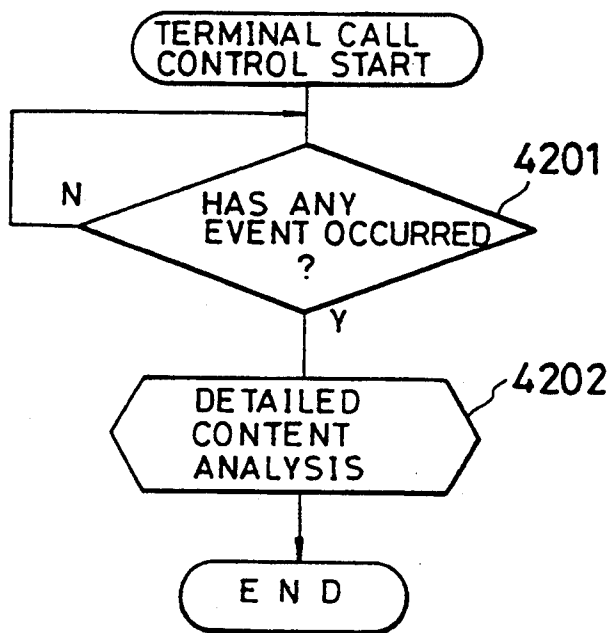 TERMINAL CALL
CONTROL START
4201
N
HAS ANY
EVENT OCCURRED
?
Y
4202
DETAILED
CONTENT
ANALYSIS
END